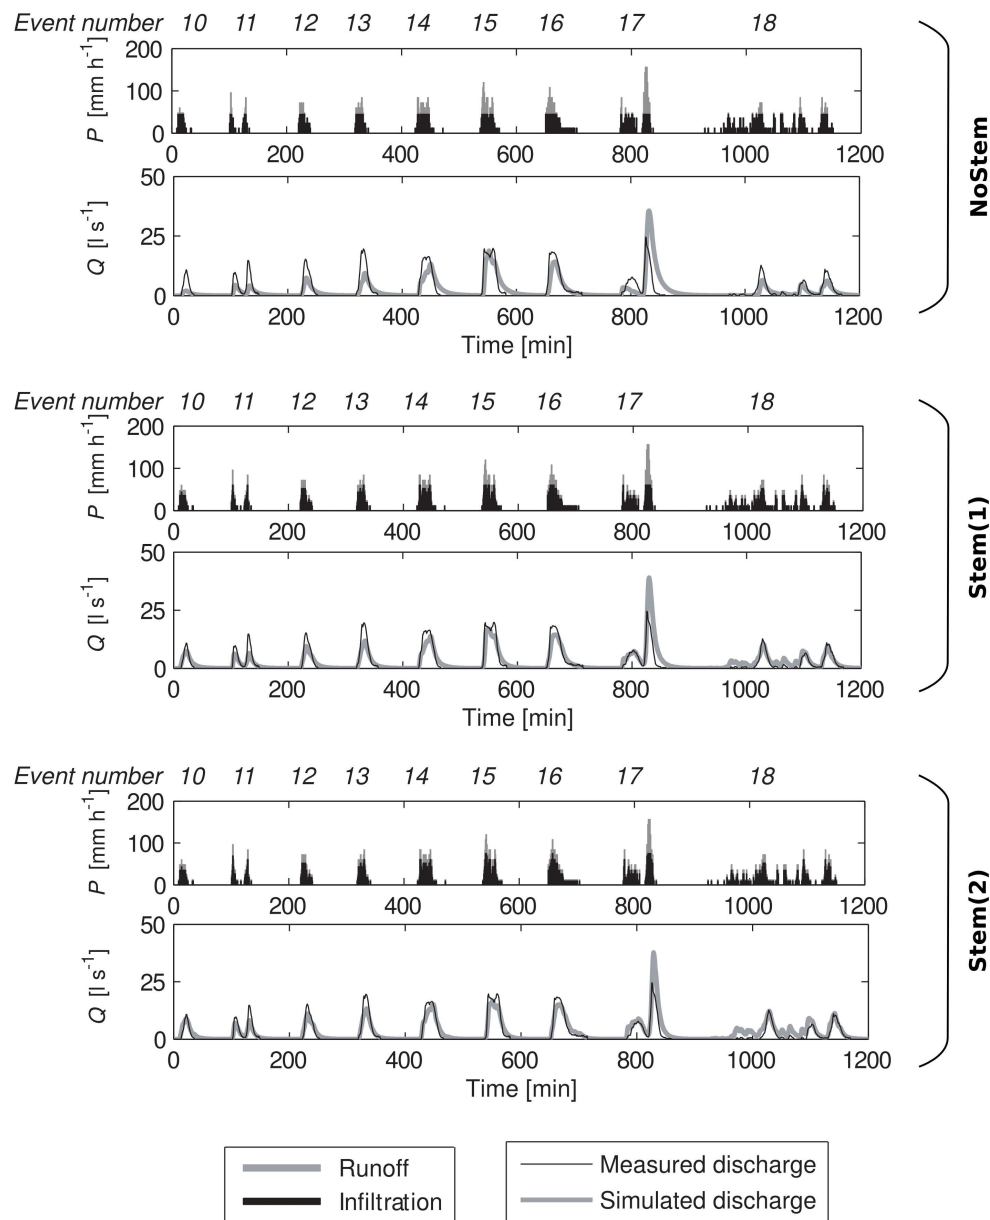 Event number 10 11 12 13 14 15 16 17 18
P [mm h-1]
200
100
0
0 200 400 600 800 1000 1200
Q [l s-1]
50
25
0
0 200 400 600 800 1000 1200
Time [min]
NoStem
Event number 10 11 12 13 14 15 16 17 18
P [mm h-1]
200
100
0
0 200 400 600 800 1000 1200
Q [l s-1]
50
25
0
0 200 400 600 800 1000 1200
Time [min]
Stem(1)
Event number 10 11 12 13 14 15 16 17 18
P [mm h-1]
200
100
0
0 200 400 600 800 1000 1200
Q [l s-1]
50
25
0
0 200 400 600 800 1000 1200
Time [min]
Stem(2)
Runoff
Infiltration
Measured discharge
Simulated discharge